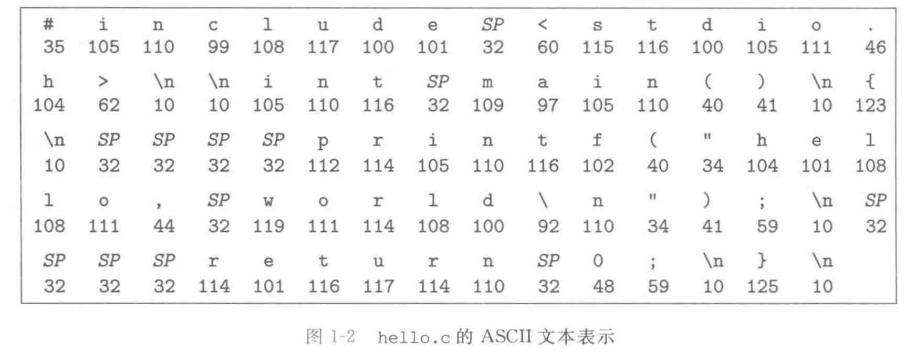 # i n c l u d e SP < s t d i o .
35 105 110 99 108 117 100 101 32 60 115 116 100 105 111 46
h > \n \n i n t SP m a i n ( ) \n {
104 62 10 10 105 110 116 32 109 97 105 110 40 41 10 123
\n SP SP SP SP p r i n t f ( " h e l
10 32 32 32 32 112 114 105 110 116 102 40 34 104 101 108
l o , SP w o r l d \ n " ) ; \n SP
108 111 44 32 119 111 114 108 100 92 110 34 41 59 10 32
SP SP SP r e t u r n SP 0 ; \n } \n
32 32 32 114 101 116 117 114 110 32 48 59 10 125 10
图 1-2 hello.c 的 ASCII 文本表示